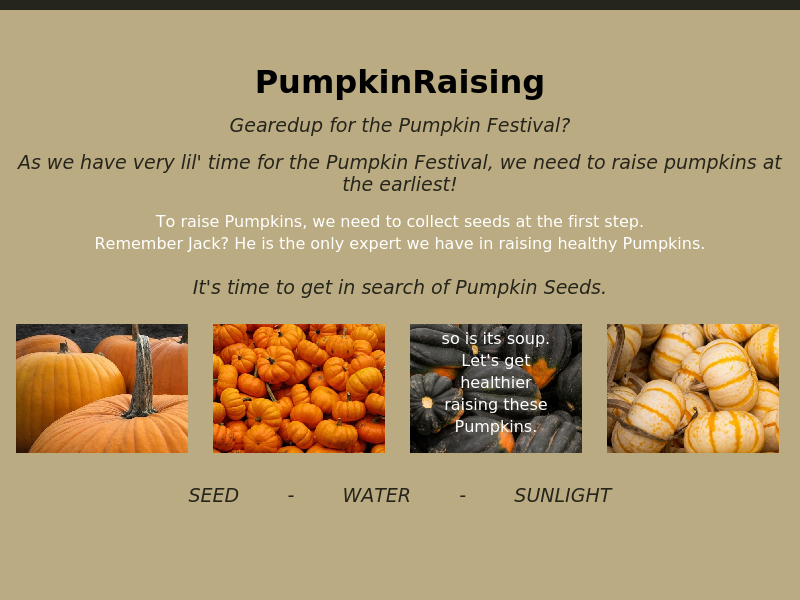 PumpkinRaising
Gearedup for the Pumpkin Festival?
As we have very lil' time for the Pumpkin Festival, we need to raise pumpkins at
the earliest!
To raise Pumpkins, we need to collect seeds at the first step.
Remember Jack? He is the only expert we have in raising healthy Pumpkins.
It's time to get in search of Pumpkin Seeds.
so is its soup.
Let's get
healthier
raising these
Pumpkins.
SEED - WATER - SUNLIGHT